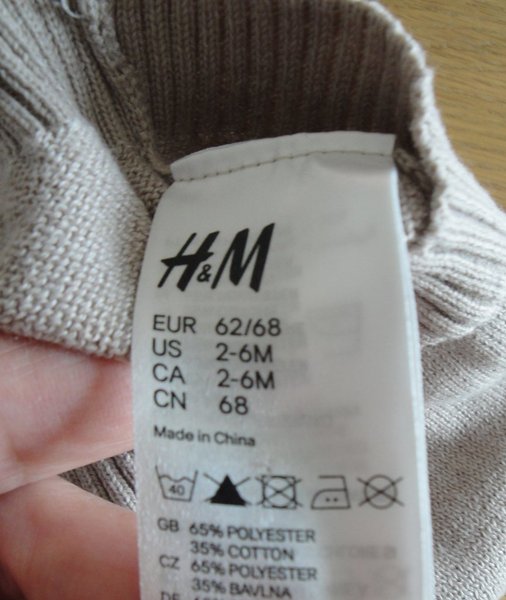 H&M
EUR 62/68
US 2-6M
CA 2-6M
CN 68
Made in China
40
GB 65% POLYESTER
35% COTTON
CZ 65% POLYESTER
35% BAVLNA